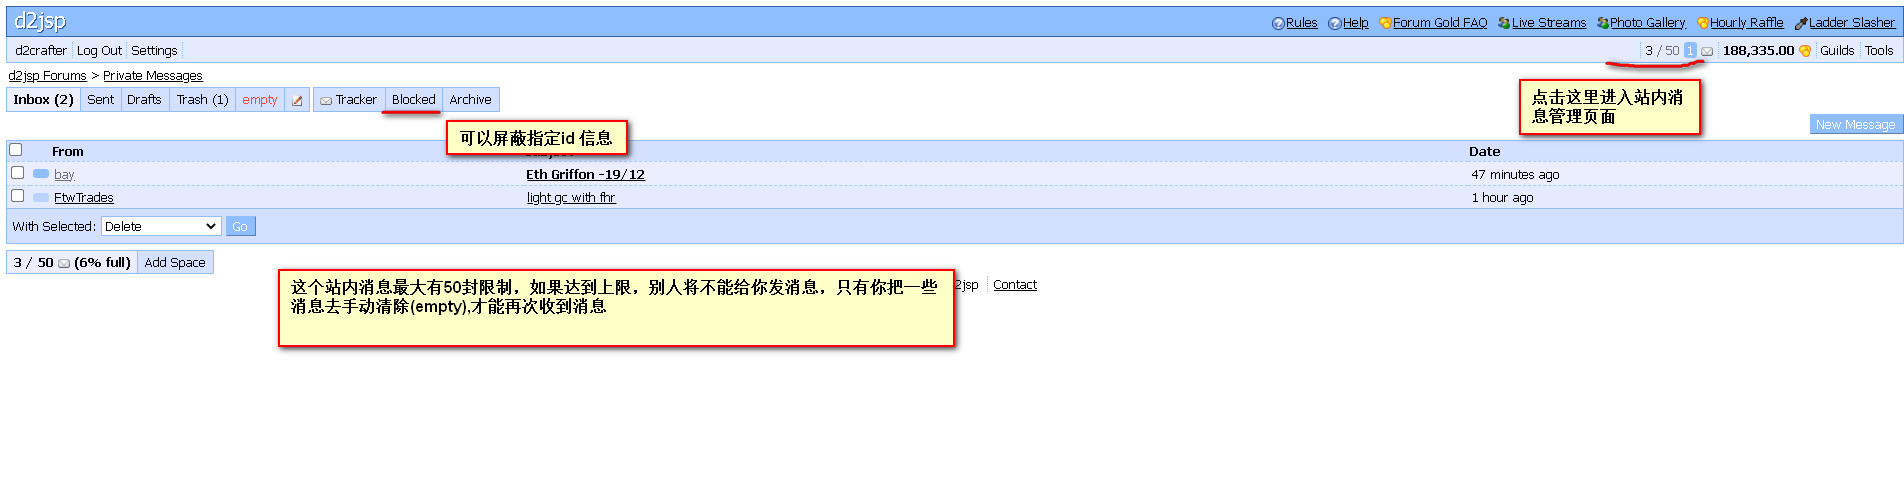 d2jsp
Rules Help Forum Gold FAQ Live Streams Photo Gallery Hourly Raffle Ladder Slasher
d2crafter Log Out Settings
3 / 50 1 188,335.00 Guilds Tools
d2jsp Forums > Private Messages
Inbox (2) Sent Drafts Trash (1) empty Tracker Blocked Archive
点击这里进入站内消
息管理页面
New Message
可以屏蔽指定id 信息
From Date
bay Eth Griffon -19/12 47 minutes ago
FtwTrades light gc with fhr 1 hour ago
With Selected: Delete Go
3 / 50 (6% full) Add Space
这个站内消息最大有50封限制，如果达到上限，别人将不能给你发消息，只有你把一些
消息去手动清除(empty),才能再次收到消息
2jsp Contact